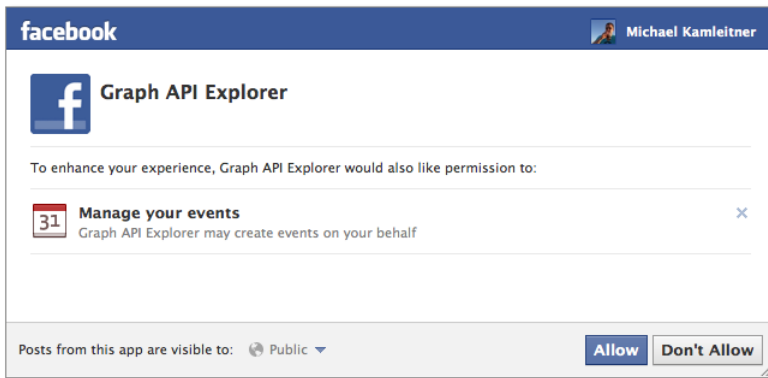 facebook
Michael Kamleitner
Graph API Explorer
To enhance your experience, Graph API Explorer would also like permission to:
31
Manage your events
Graph API Explorer may create events on your behalf
Posts from this app are visible to: Public
Allow
Don't Allow